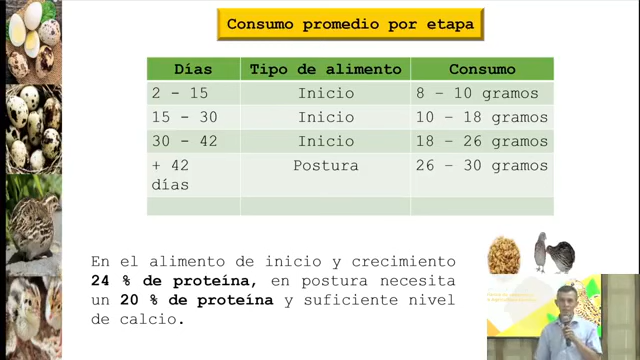 Consumo promedio por etapa
Días Tipo de alimento Consumo
2 - 15 Inicio 8 – 10 gramos
15 - 30 Inicio 10 – 18 gramos
30 - 42 Inicio 18 – 26 gramos
+ 42 Postura 26 – 30 gramos
días
En el alimento de inicio y crecimiento
24 % de proteína, en postura necesita
un 20 % de proteína y suficiente nivel
de calcio.